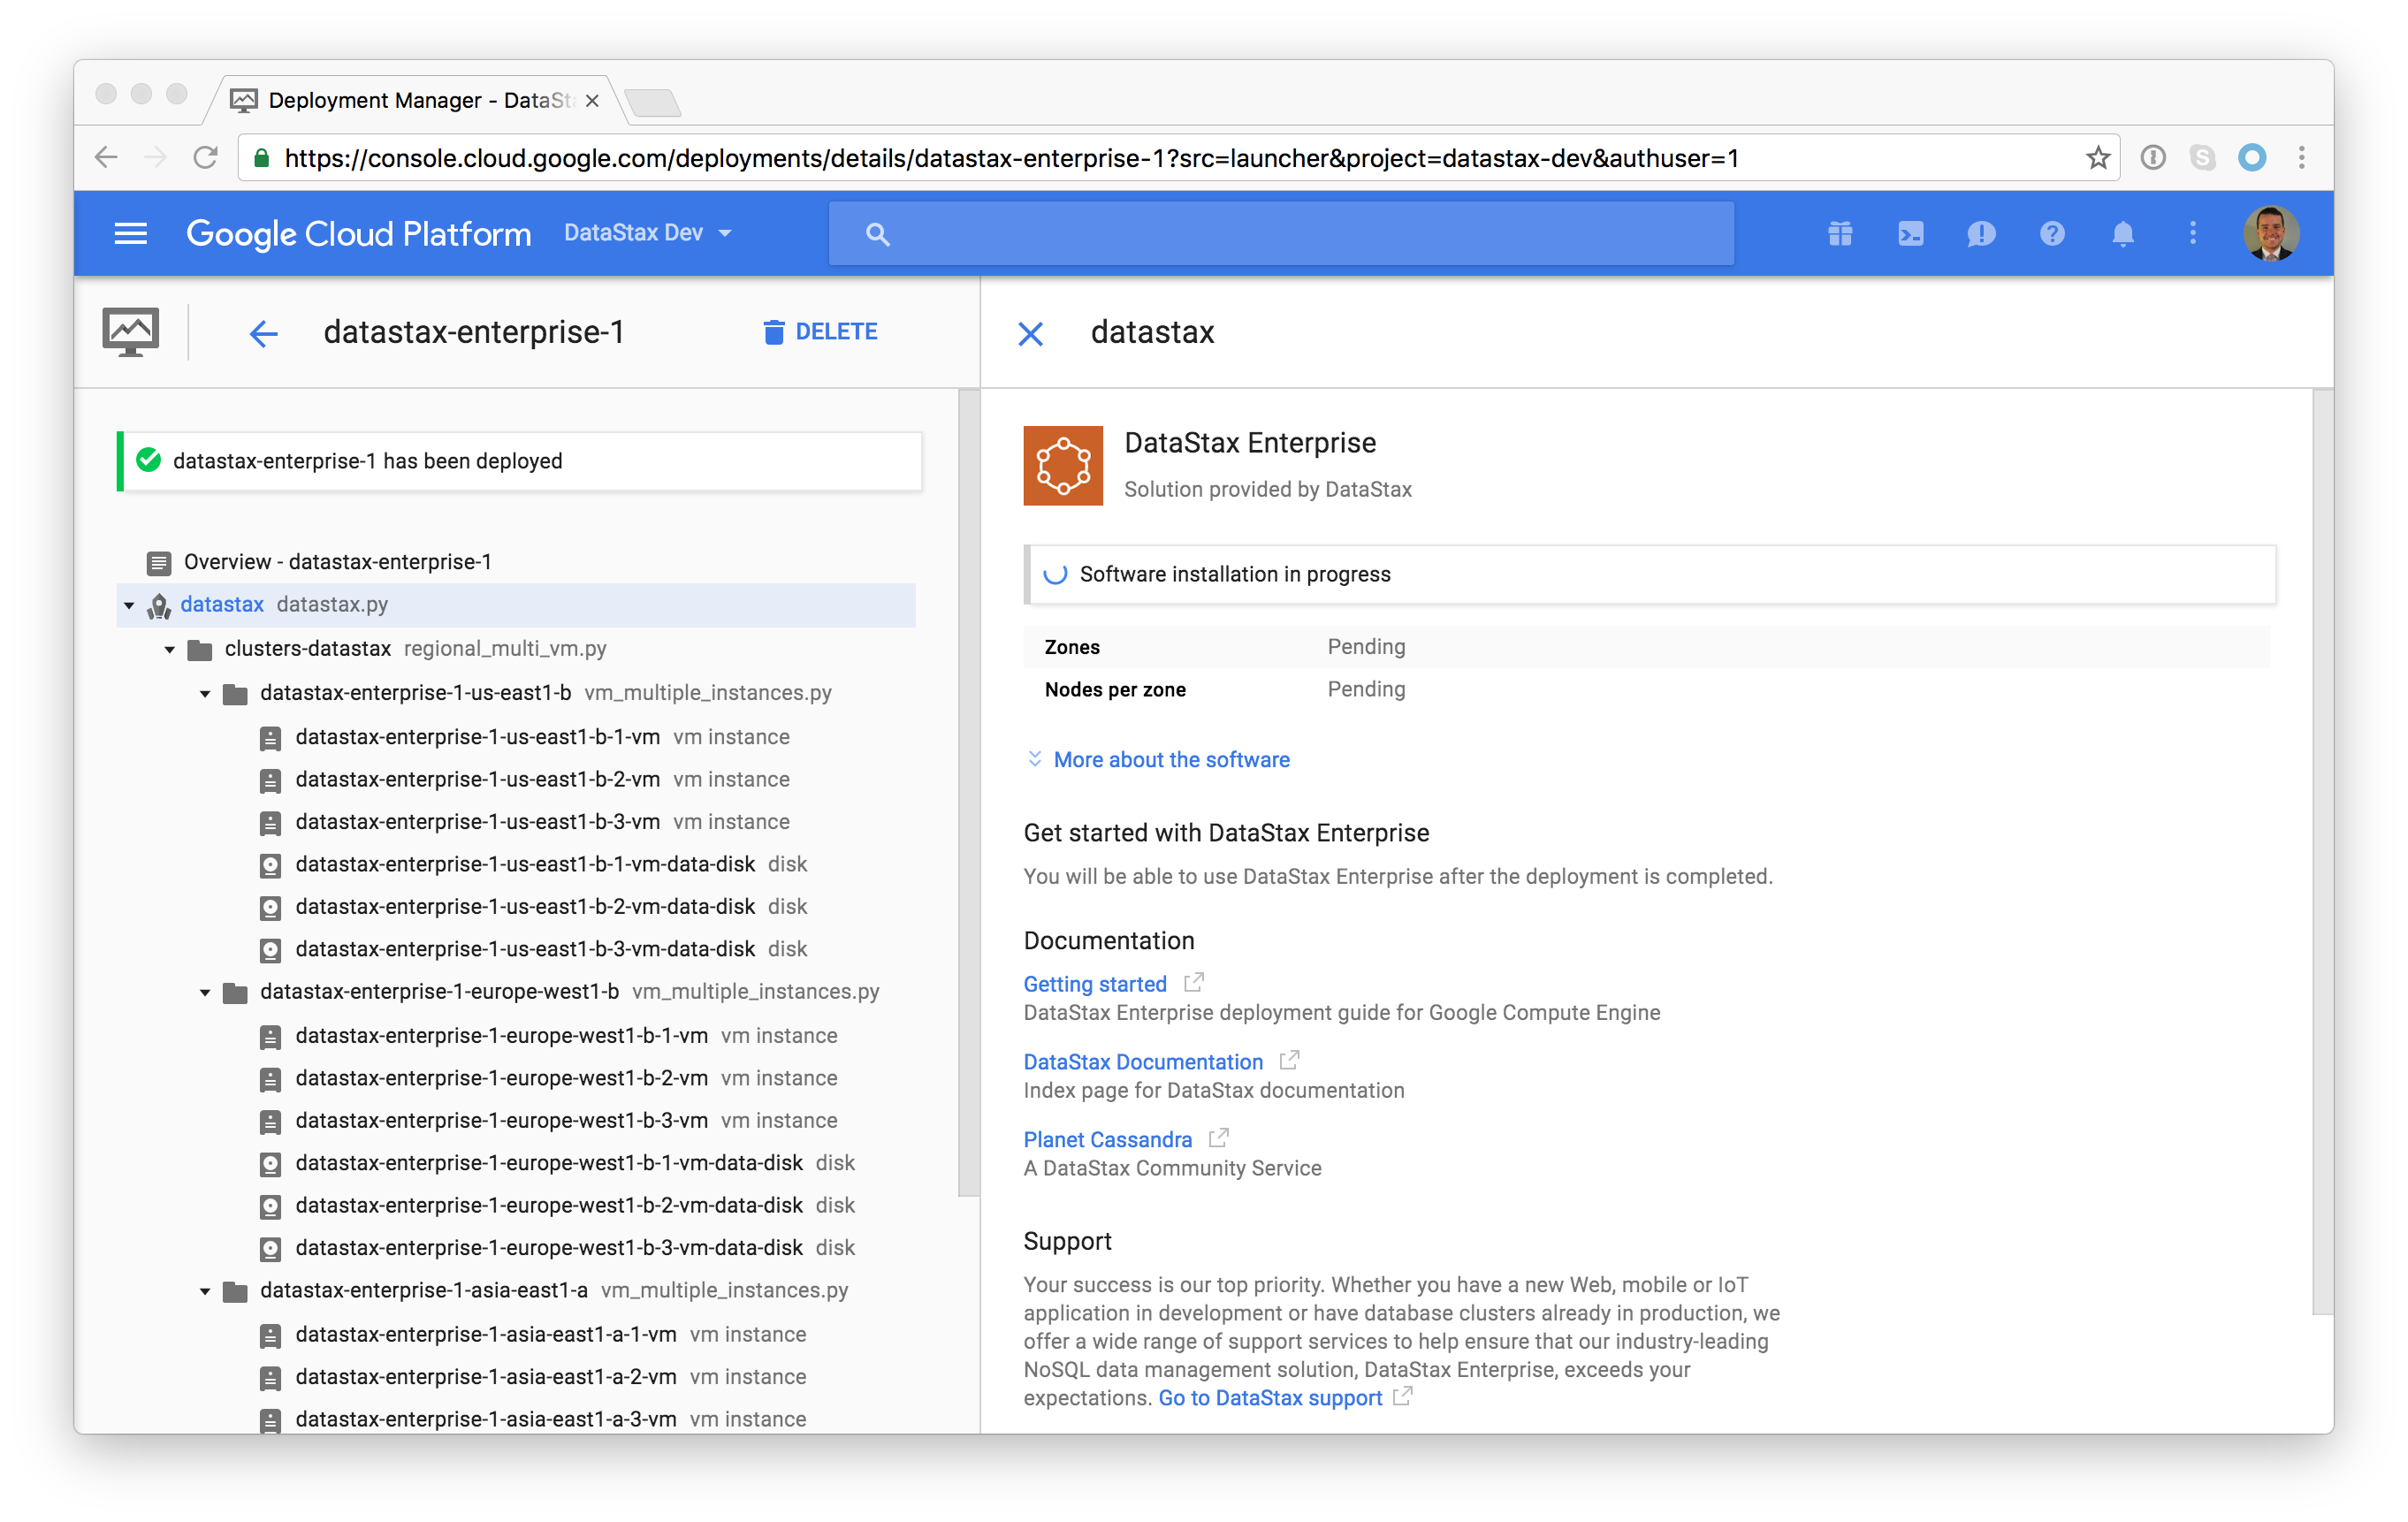 Deployment Manager - DataSt
https://console.cloud.google.com/deployments/details/datastax-enterprise-1?src=launcher&project=datastax-dev&authuser=1
Google Cloud Platform DataStax Dev
datastax-enterprise-1 DELETE
datastax-enterprise-1 has been deployed
Overview - datastax-enterprise-1
datastax datastax.py
clusters-datastax regional_multi_vm.py
datastax-enterprise-1-us-east1-b vm_multiple_instances.py
datastax-enterprise-1-us-east1-b-1-vm vm instance
datastax-enterprise-1-us-east1-b-2-vm vm instance
datastax-enterprise-1-us-east1-b-3-vm vm instance
datastax-enterprise-1-us-east1-b-1-vm-data-disk disk
datastax-enterprise-1-us-east1-b-2-vm-data-disk disk
datastax-enterprise-1-us-east1-b-3-vm-data-disk disk
datastax-enterprise-1-europe-west1-b vm_multiple_instances.py
datastax-enterprise-1-europe-west1-b-1-vm vm instance
datastax-enterprise-1-europe-west1-b-2-vm vm instance
datastax-enterprise-1-europe-west1-b-3-vm vm instance
datastax-enterprise-1-europe-west1-b-1-vm-data-disk disk
datastax-enterprise-1-europe-west1-b-2-vm-data-disk disk
datastax-enterprise-1-europe-west1-b-3-vm-data-disk disk
datastax-enterprise-1-asia-east1-a vm_multiple_instances.py
datastax-enterprise-1-asia-east1-a-1-vm vm instance
datastax-enterprise-1-asia-east1-a-2-vm vm instance
datastax-enterprise-1-asia-east1-a-3-vm vm instance
datastax
DataStax Enterprise
Solution provided by DataStax
Software installation in progress
Zones Pending
Nodes per zone Pending
More about the software
Get started with DataStax Enterprise
You will be able to use DataStax Enterprise after the deployment is completed.
Documentation
Getting started
DataStax Enterprise deployment guide for Google Compute Engine
DataStax Documentation
Index page for DataStax documentation
Planet Cassandra
A DataStax Community Service
Support
Your success is our top priority. Whether you have a new Web, mobile or IoT
application in development or have database clusters already in production, we
offer a wide range of support services to help ensure that our industry-leading
NoSQL data management solution, DataStax Enterprise, exceeds your
expectations. Go to DataStax support